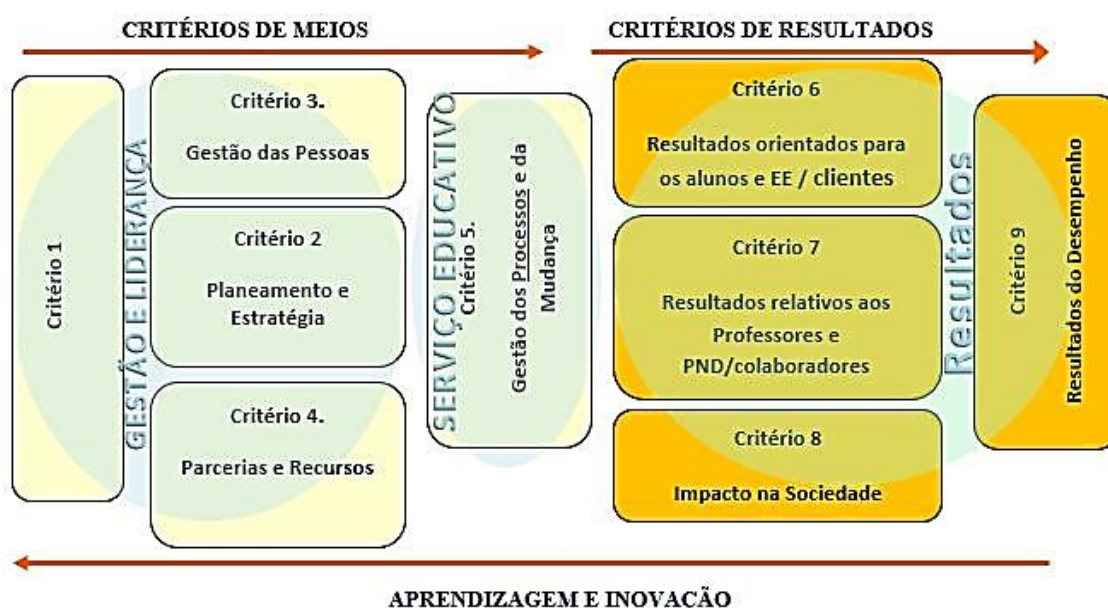 CRITÉRIOS DE MEIOS
CRITÉRIOS DE RESULTADOS
Critério 1
GESTÃO E LIDERANÇA
Critério 3.
Gestão das Pessoas
Critério 2
Planeamento e
Estratégia
Critério 4.
Parcerias e Recursos
SERVIÇO EDUCATIVO
Critério 5.
Gestão dos Processos e da
Mudança
Critério 6
Resultados orientados para
os alunos e EE / clientes
Critério 7
Resultados relativos aos
Professores e
PND/colaboradores
Critério 8
Impacto na Sociedade
Resultados
Critério 9
Resultados do Desempenho
APRENDIZAGEM E INOVAÇÃO